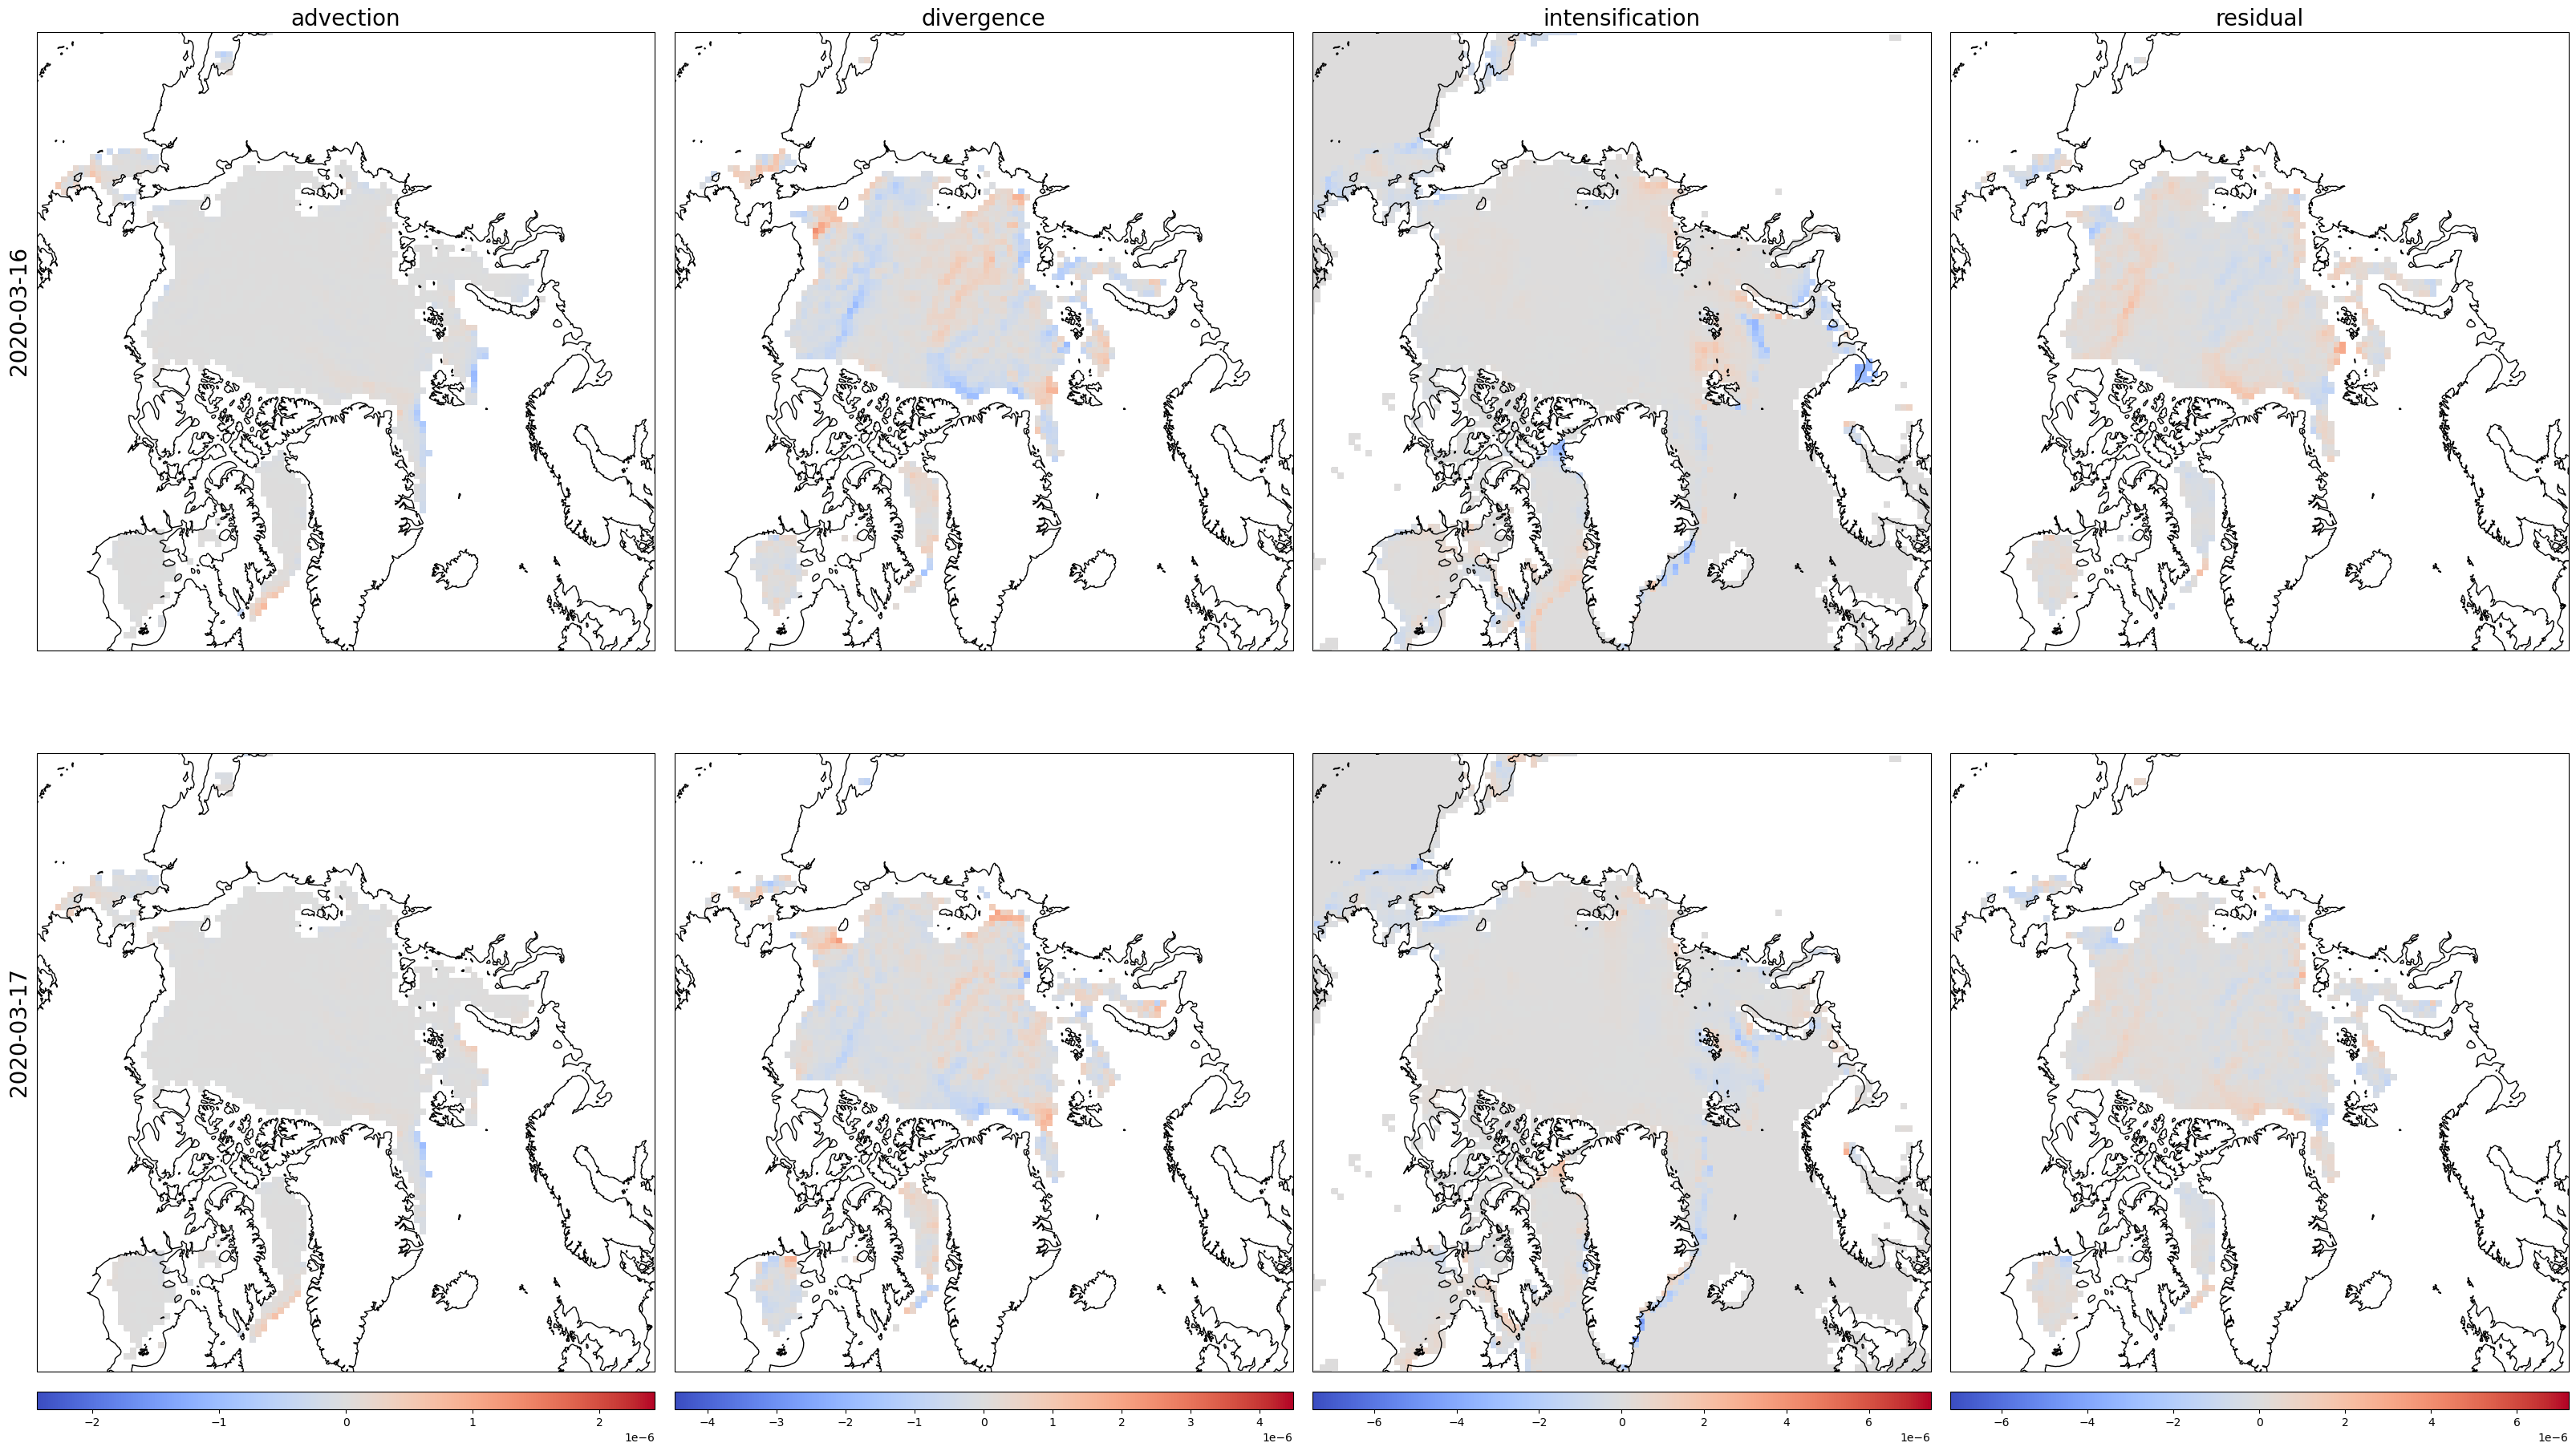 advection divergence intensification residual
2020-03-16
2020-03-17
−2 −1 0 1 2 −4 −3 −2 −1 0 1 2 3 4 −6 −4 −2 0 2 4 6 −6 −4 −2 0 2 4 6
1e−6 1e−6 1e−6 1e−6